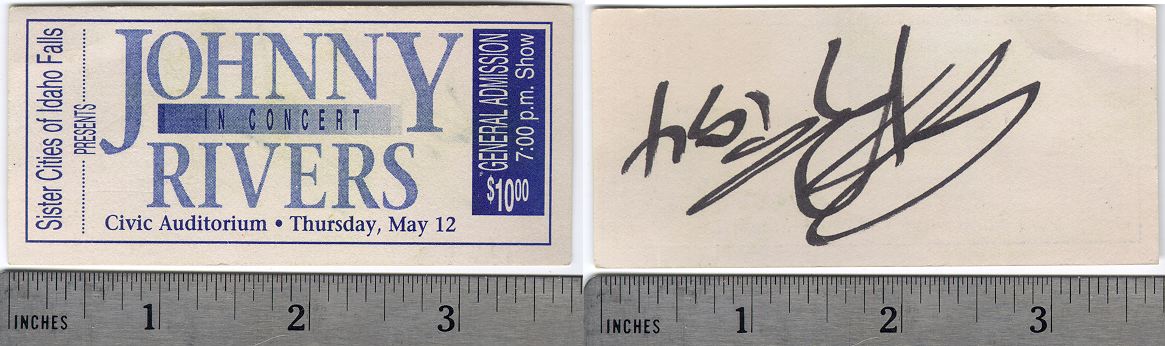 Sister Cities of Idaho Falls
PRESENTS
JOHNNY
IN CONCERT
RIVERS
Civic Auditorium • Thursday, May 12
GENERAL ADMISSION
7:00 p.m. Show
$10.00
INCHES 1 2 3
INCHES 1 2 3